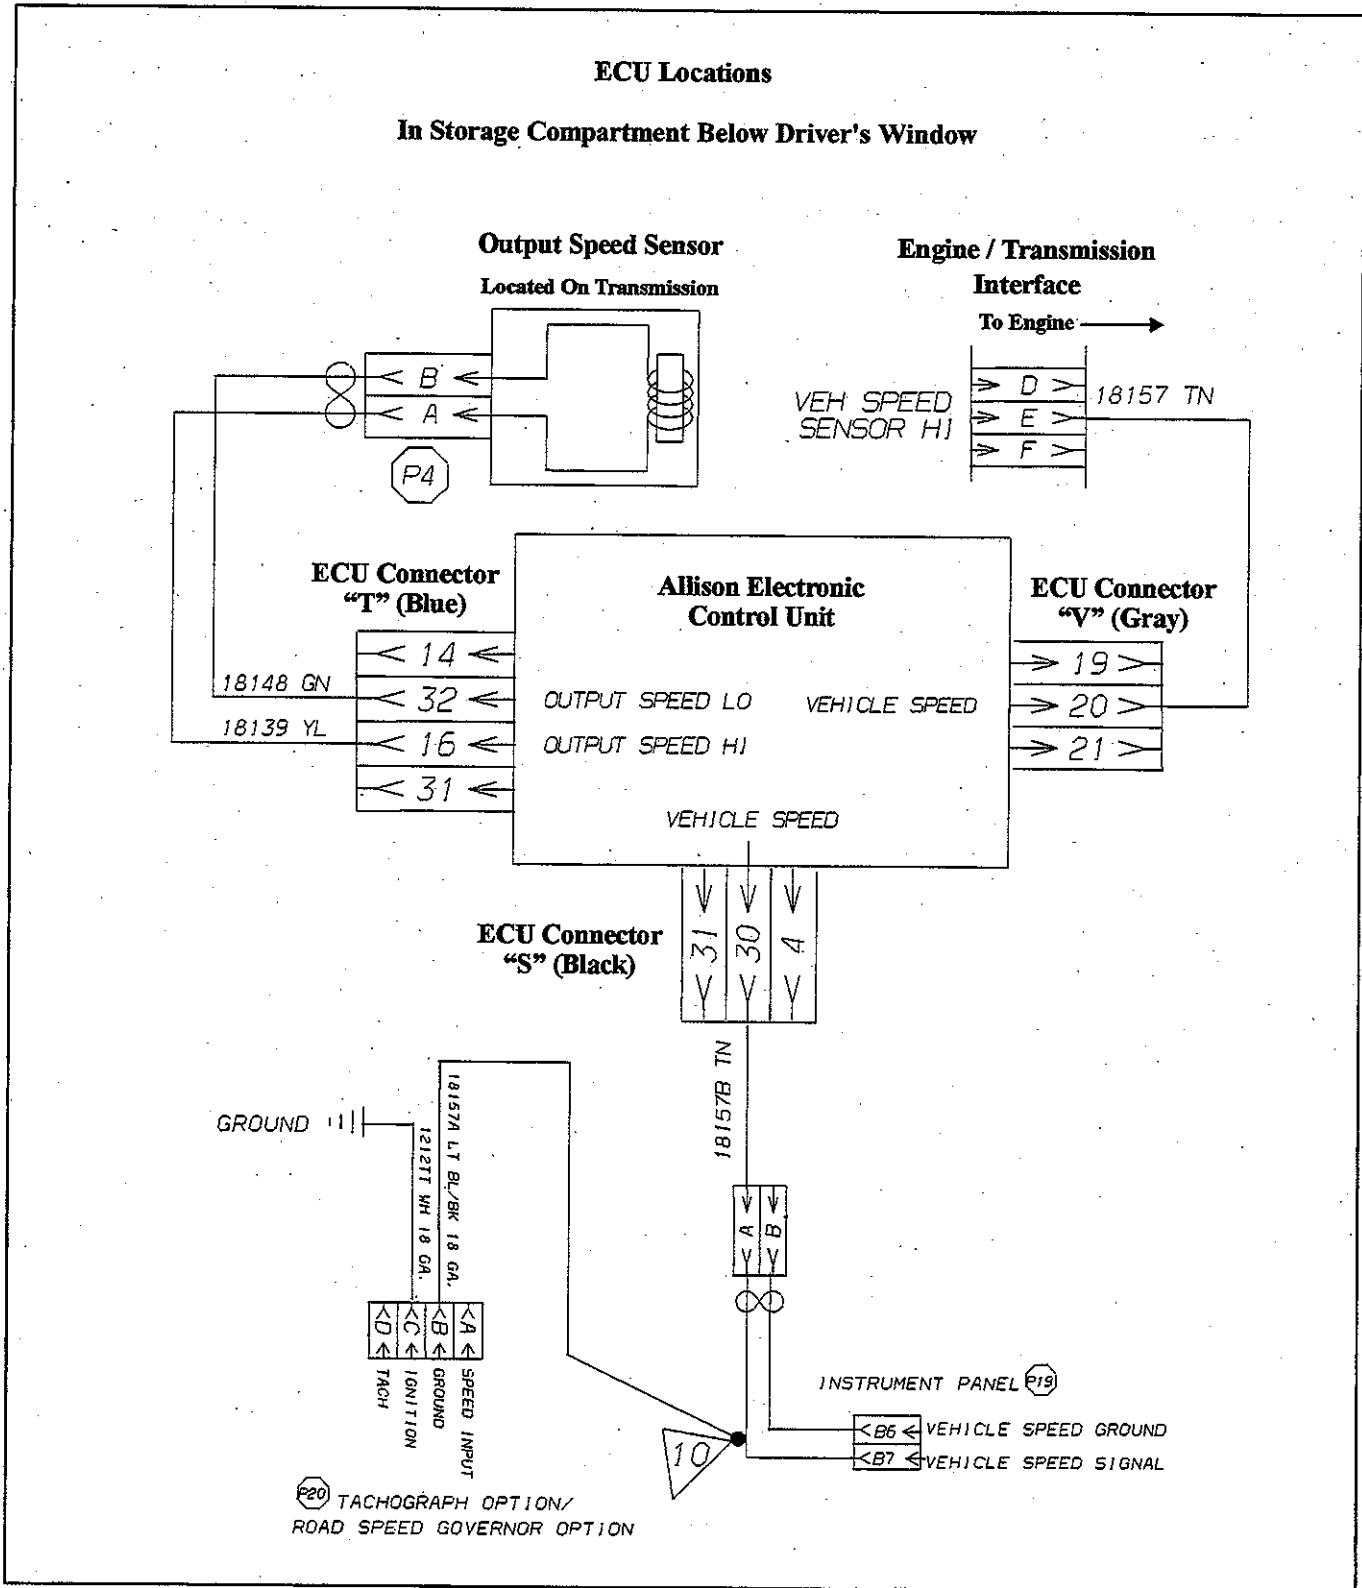 ECU Locations
In Storage Compartment Below Driver's Window
Output Speed Sensor
Located On Transmission
B
A
P4
Engine / Transmission
Interface
To Engine
VEH SPEED
SENSOR HI
D
E
F
18157 TN
ECU Connector
“T” (Blue)
14
32
16
31
18148 GN
18139 YL
Allison Electronic
Control Unit
OUTPUT SPEED LO
OUTPUT SPEED HI
VEHICLE SPEED
VEHICLE SPEED
ECU Connector
“V” (Gray)
19
20
21
ECU Connector
“S” (Black)
31
30
4
18157B TN
A
B
GROUND
18157A LT BL/BK 18 GA.
1212TT WH 18 GA.
D
C
B
A
TACH
IGNITION
GROUND
SPEED INPUT
P20 TACHOGRAPH OPTION/
ROAD SPEED GOVERNOR OPTION
10
INSTRUMENT PANEL P19
B6 VEHICLE SPEED GROUND
B7 VEHICLE SPEED SIGNAL